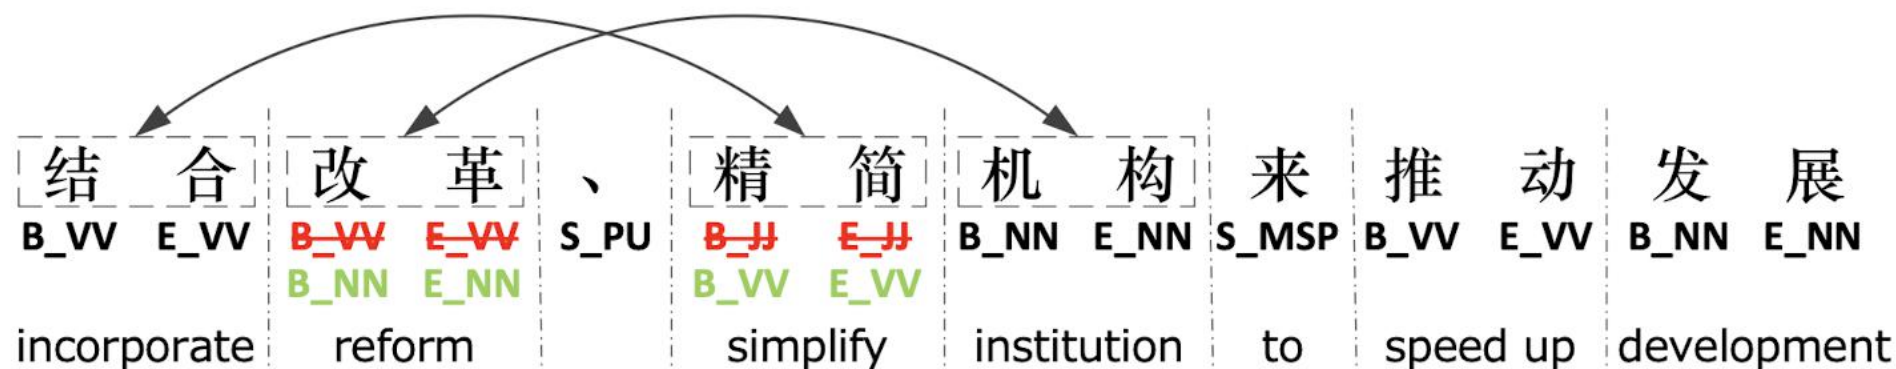 结 合 改 革 、 精 简 机 构 来 推 动 发 展
B_VV E_VV B_VV E_VV S_PU B_JJ E_JJ B_NN E_NN S_MSP B_VV E_VV B_NN E_NN
B_NN E_NN B_VV E_VV
incorporate reform simplify institution to speed up development